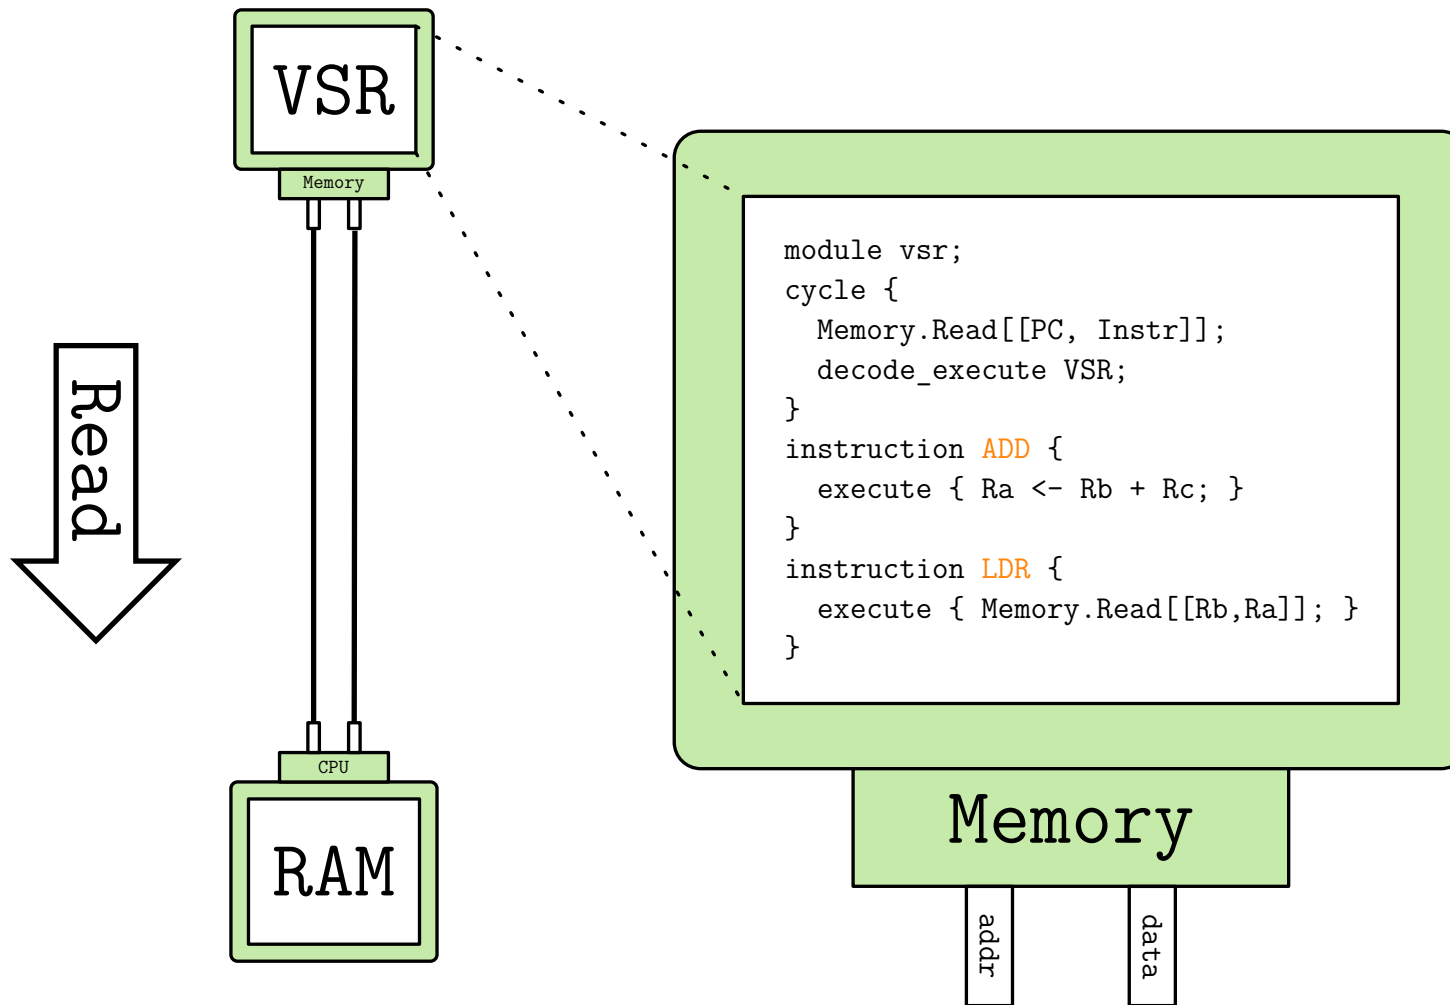 VSR
Memory
Read
CPU
RAM
module vsr;
cycle {
  Memory.Read[[PC, Instr]];
  decode_execute VSR;
}
instruction ADD {
  execute { Ra <- Rb + Rc; }
}
instruction LDR {
  execute { Memory.Read[[Rb,Ra]]; }
}
Memory
addr
data